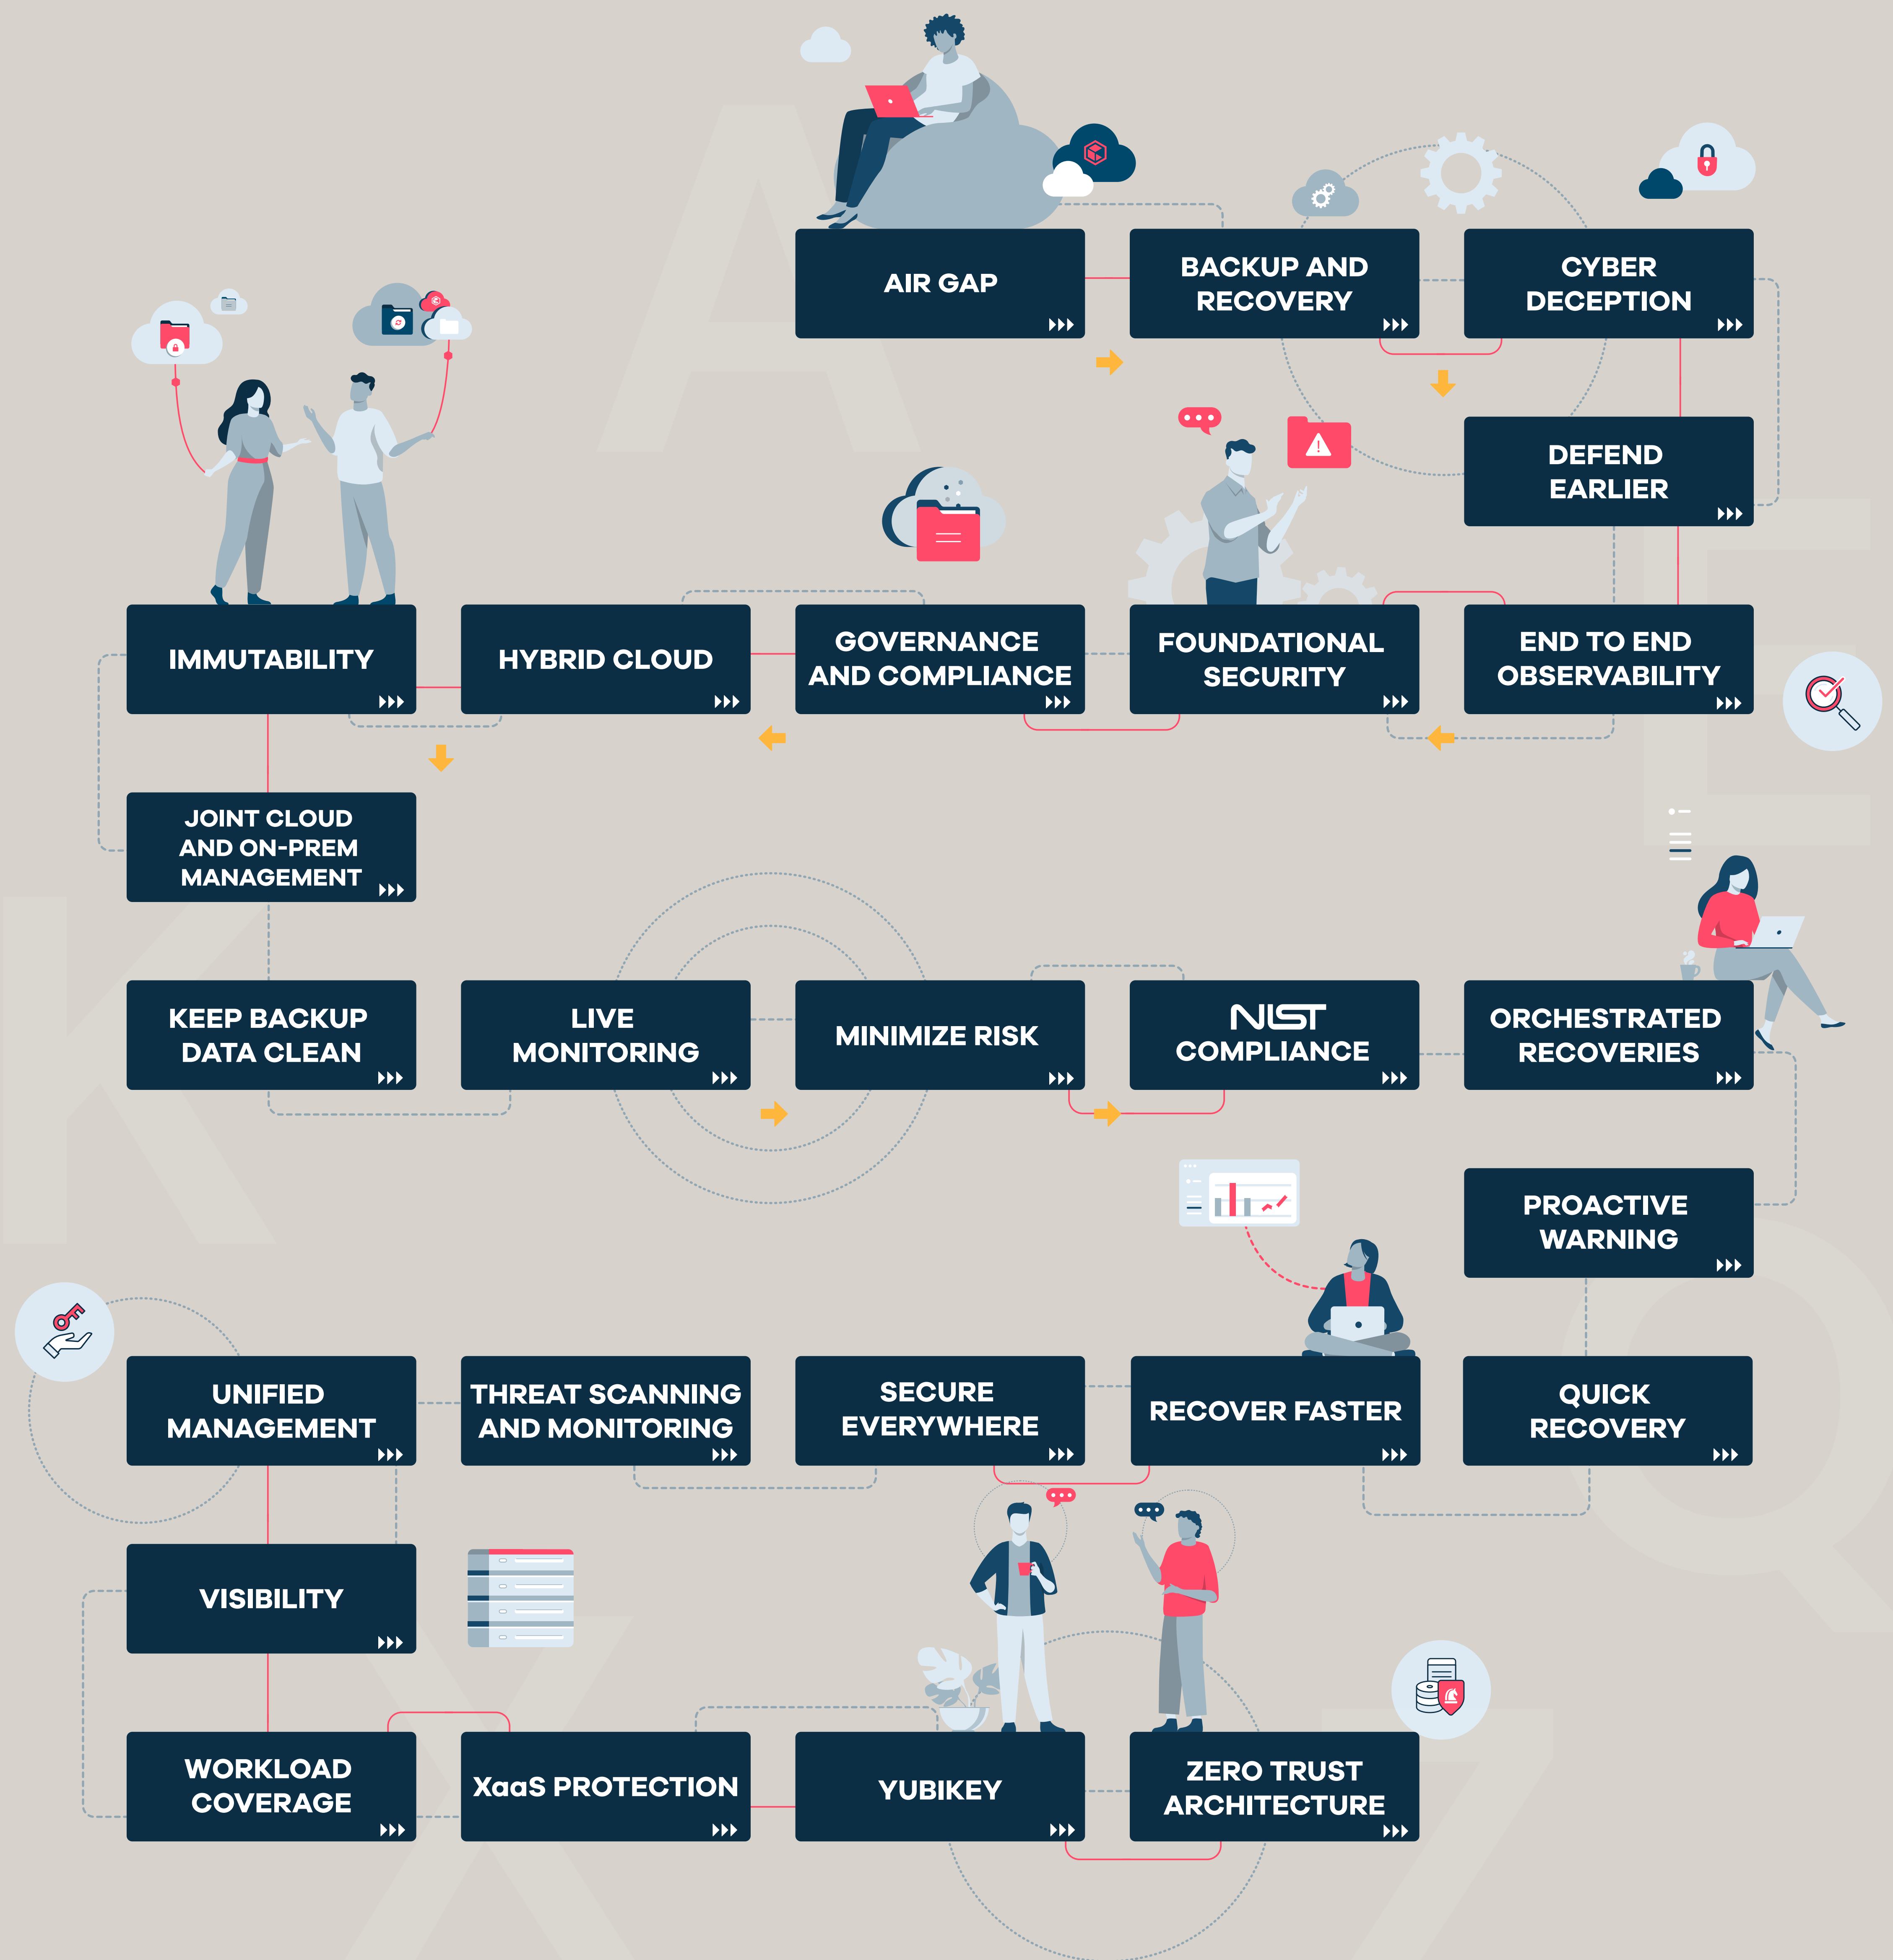 AIR GAP
BACKUP AND
RECOVERY
CYBER
DECEPTION
DEFEND
EARLIER
END TO END
OBSERVABILITY
FOUNDATIONAL
SECURITY
GOVERNANCE
AND COMPLIANCE
HYBRID CLOUD
IMMUTABILITY
JOINT CLOUD
AND ON-PREM
MANAGEMENT
KEEP BACKUP
DATA CLEAN
LIVE
MONITORING
MINIMIZE RISK
NIST
COMPLIANCE
ORCHESTRATED
RECOVERIES
PROACTIVE
WARNING
QUICK
RECOVERY
RECOVER FASTER
SECURE
EVERYWHERE
THREAT SCANNING
AND MONITORING
UNIFIED
MANAGEMENT
VISIBILITY
WORKLOAD
COVERAGE
XaaS PROTECTION
YUBIKEY
ZERO TRUST
ARCHITECTURE
A
E
K
Q
X
Z